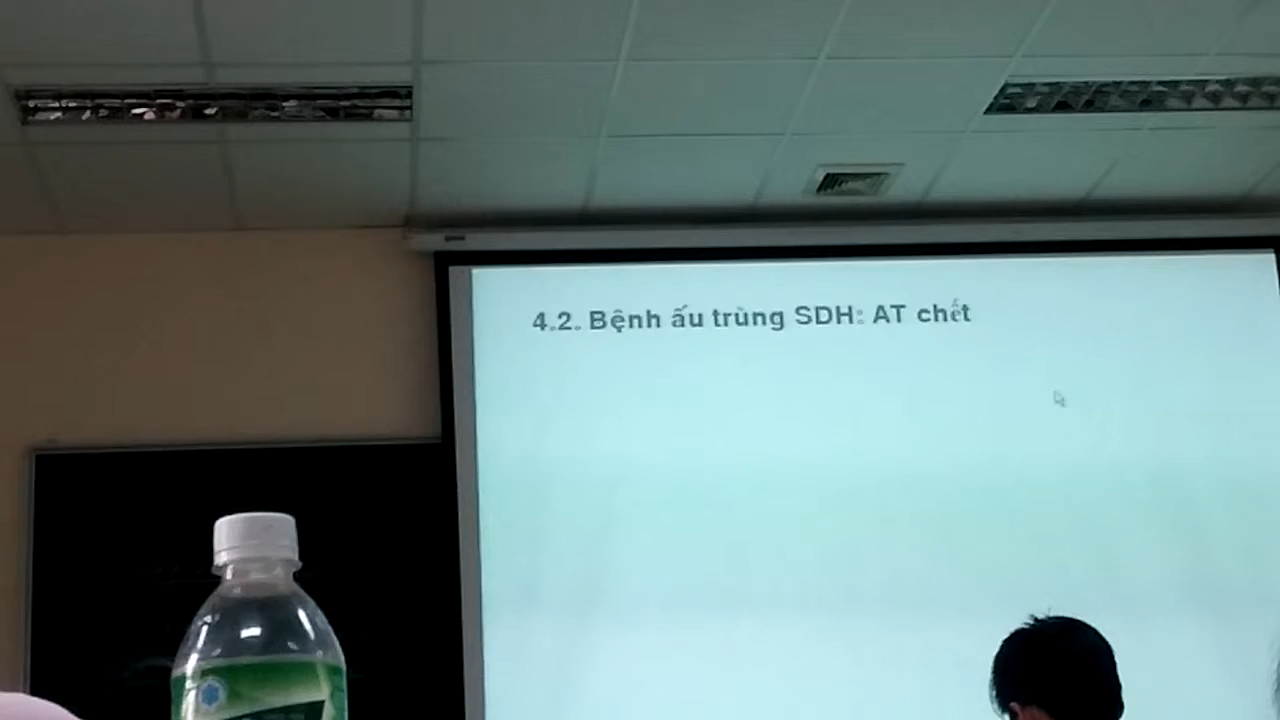 4.2. Bệnh ấu trùng SDH: AT chết